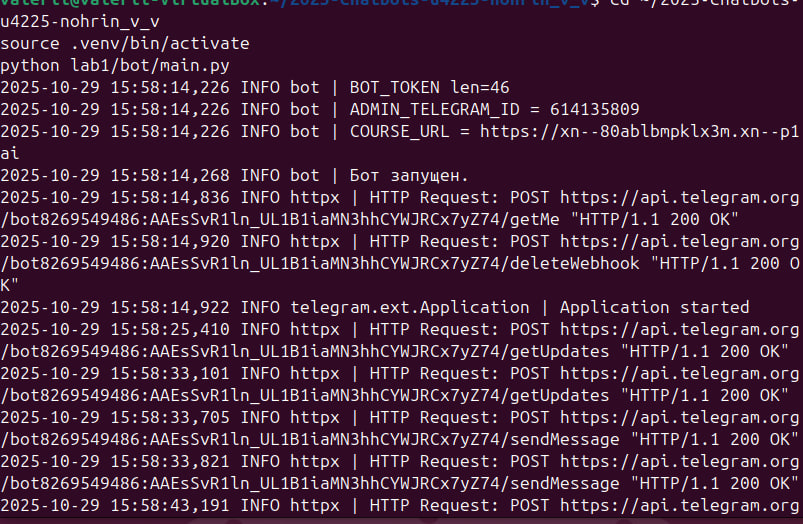 cd ~/2025-chatbots-
u4225-nohrin_v_v
source .venv/bin/activate
python lab1/bot/main.py
2025-10-29 15:58:14,226 INFO bot | BOT_TOKEN len=46
2025-10-29 15:58:14,226 INFO bot | ADMIN_TELEGRAM_ID = 614135809
2025-10-29 15:58:14,226 INFO bot | COURSE_URL = https://xn--80ablbmpklx3m.xn--p1
ai
2025-10-29 15:58:14,268 INFO bot | Бот запущен.
2025-10-29 15:58:14,836 INFO httpx | HTTP Request: POST https://api.telegram.org
/bot8269549486:AAEsSvR1ln_UL1B1iaMN3hhCYWJRCx7yZ74/getMe "HTTP/1.1 200 OK"
2025-10-29 15:58:14,920 INFO httpx | HTTP Request: POST https://api.telegram.org
/bot8269549486:AAEsSvR1ln_UL1B1iaMN3hhCYWJRCx7yZ74/deleteWebhook "HTTP/1.1 200 O
K"
2025-10-29 15:58:14,922 INFO telegram.ext.Application | Application started
2025-10-29 15:58:25,410 INFO httpx | HTTP Request: POST https://api.telegram.org
/bot8269549486:AAEsSvR1ln_UL1B1iaMN3hhCYWJRCx7yZ74/getUpdates "HTTP/1.1 200 OK"
2025-10-29 15:58:33,101 INFO httpx | HTTP Request: POST https://api.telegram.org
/bot8269549486:AAEsSvR1ln_UL1B1iaMN3hhCYWJRCx7yZ74/getUpdates "HTTP/1.1 200 OK"
2025-10-29 15:58:33,705 INFO httpx | HTTP Request: POST https://api.telegram.org
/bot8269549486:AAEsSvR1ln_UL1B1iaMN3hhCYWJRCx7yZ74/sendMessage "HTTP/1.1 200 OK"
2025-10-29 15:58:33,821 INFO httpx | HTTP Request: POST https://api.telegram.org
/bot8269549486:AAEsSvR1ln_UL1B1iaMN3hhCYWJRCx7yZ74/sendMessage "HTTP/1.1 200 OK"
2025-10-29 15:58:43,191 INFO httpx | HTTP Request: POST https://api.telegram.org